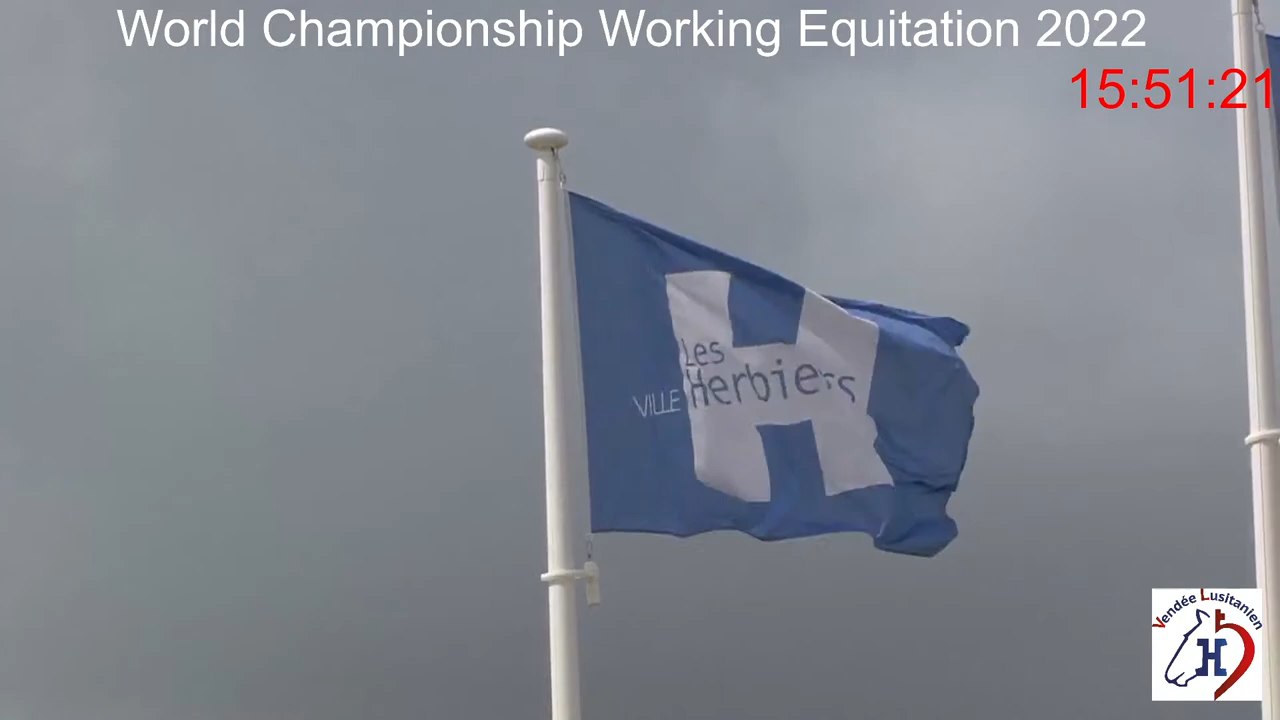 World Championship Working Equitation 2022
15:51:21
Les
VILLE Herbiers
Vendée Lusitanien
H